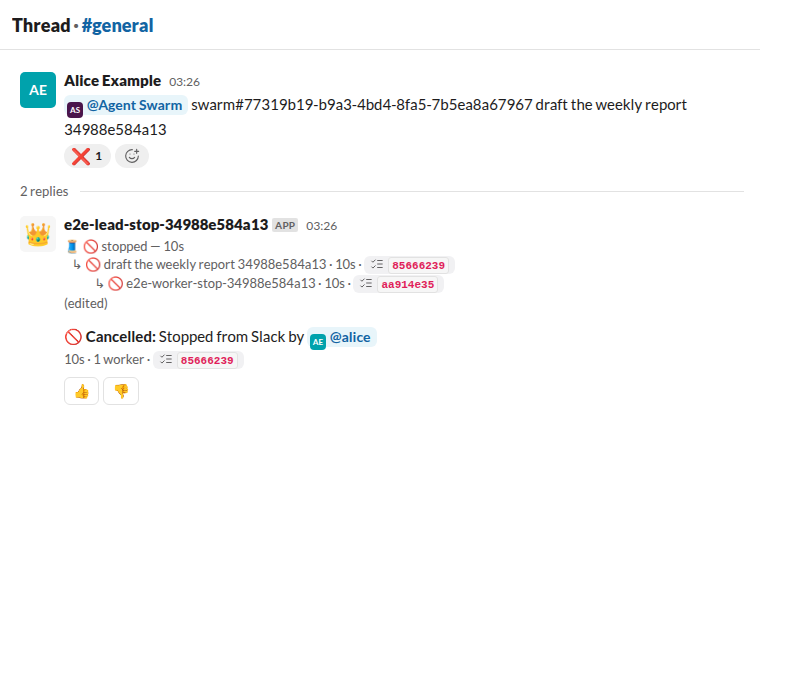 Thread • #general
AE
Alice Example 03:26
AS @Agent Swarm swarm#77319b19-b9a3-4bd4-8fa5-7b5ea8a67967 draft the weekly report
34988e584a13
❌ 1
2 replies
e2e-lead-stop-34988e584a13 APP 03:26
🧵 🚫 stopped — 10s
↳ 🚫 draft the weekly report 34988e584a13 · 10s · 85666239
↳ 🚫 e2e-worker-stop-34988e584a13 · 10s · aa914e35
(edited)
🚫 Cancelled: Stopped from Slack by AE @alice
10s · 1 worker · 85666239
👍 👎